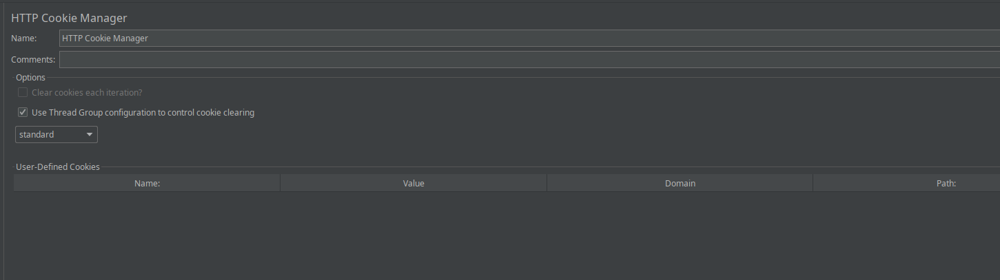 HTTP Cookie Manager
Name: HTTP Cookie Manager
Comments:
Options
Clear cookies each iteration?
Use Thread Group configuration to control cookie clearing
standard
User-Defined Cookies
Name: Value Domain Path: